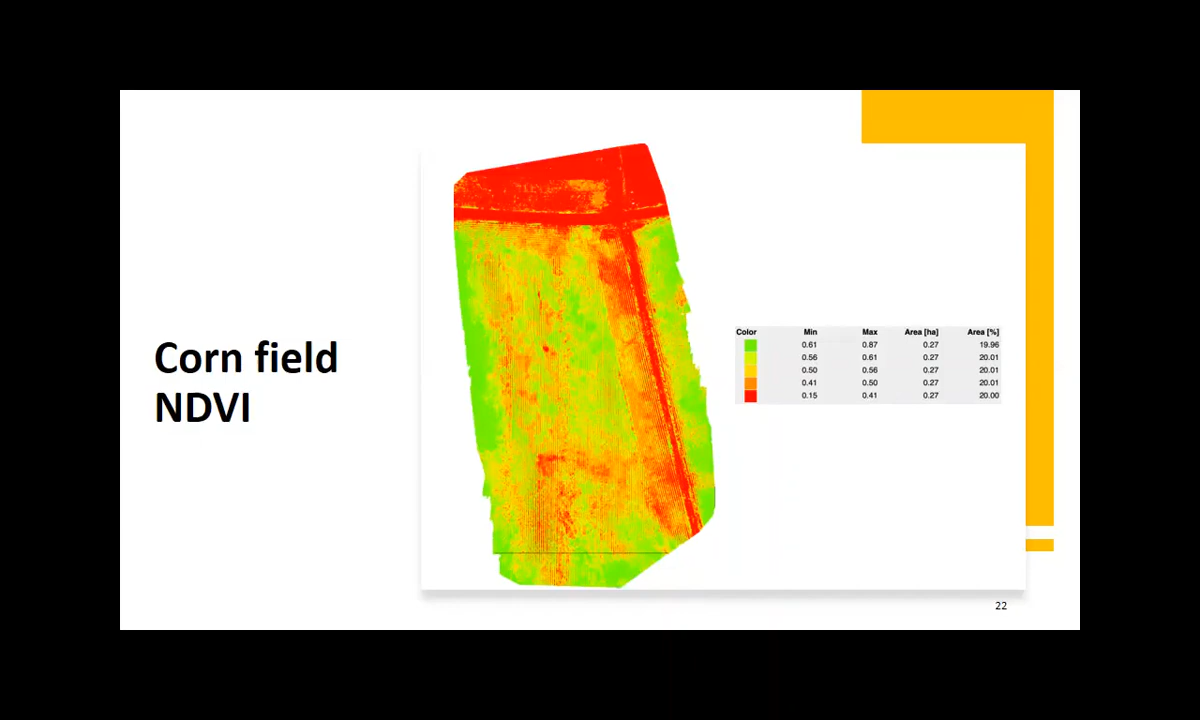 Corn field
NDVI
Color Min Max Area [ha] Area [%]
0.61 0.87 0.27 19.96
0.56 0.61 0.27 20.01
0.50 0.56 0.27 20.01
0.41 0.50 0.27 20.01
0.15 0.41 0.27 20.00
22